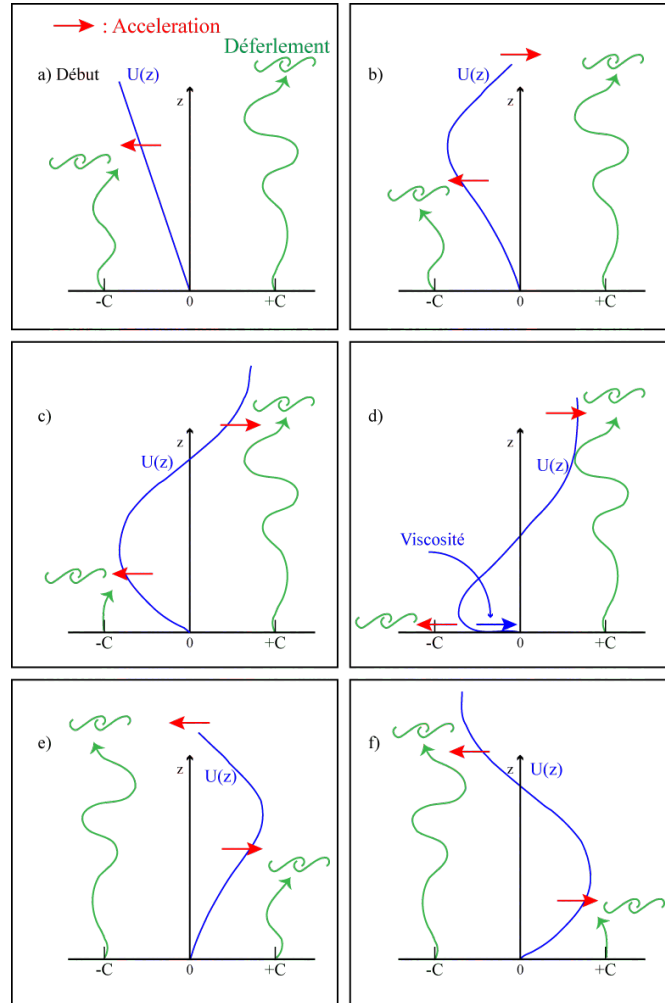 : Acceleration
Déferlement
a) Début
U(z)
z
-C
0
+C
b)
z
U(z)
-C
0
+C
c)
z
U(z)
-C
0
+C
d)
z
U(z)
Viscosité
-C
0
+C
e)
z
U(z)
-C
0
+C
f)
z
U(z)
-C
0
+C